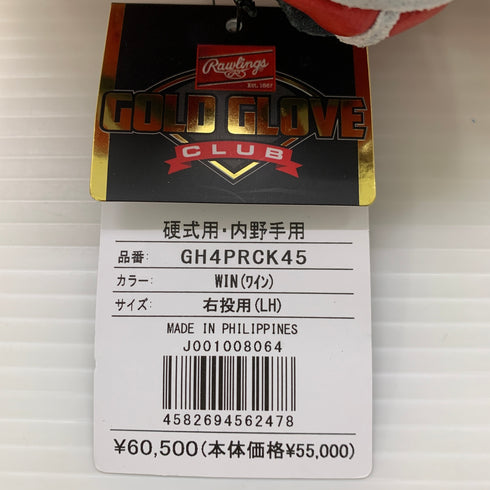 Rawlings
Est. 1887
GOLD GLOVE
CLUB
硬式用・内野手用
品番: GH4PRCK45
カラー: WIN(ワイン)
サイズ: 右投用(LH)
MADE IN PHILIPPINES
J001008064
4582694562478
¥60,500(本体価格¥55,000)